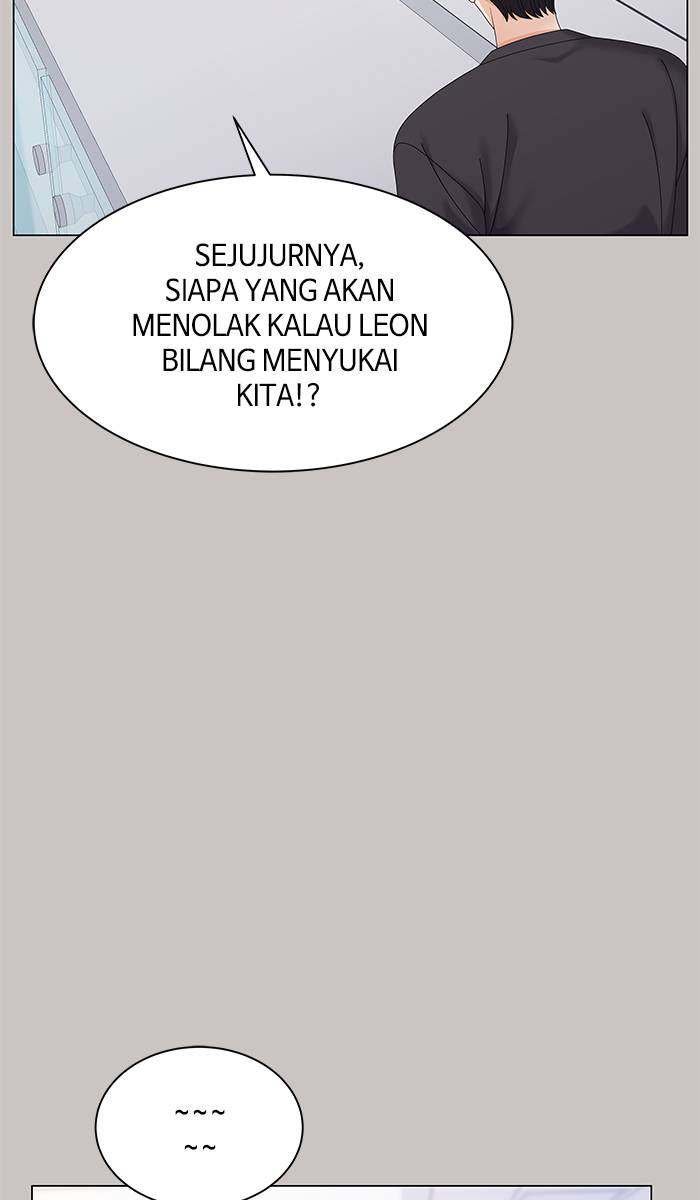 SEJUJURNYA,
SIAPA YANG AKAN
MENOLAK KALAU LEON
BILANG MENYUKAI
KITA!?
~~~
~~